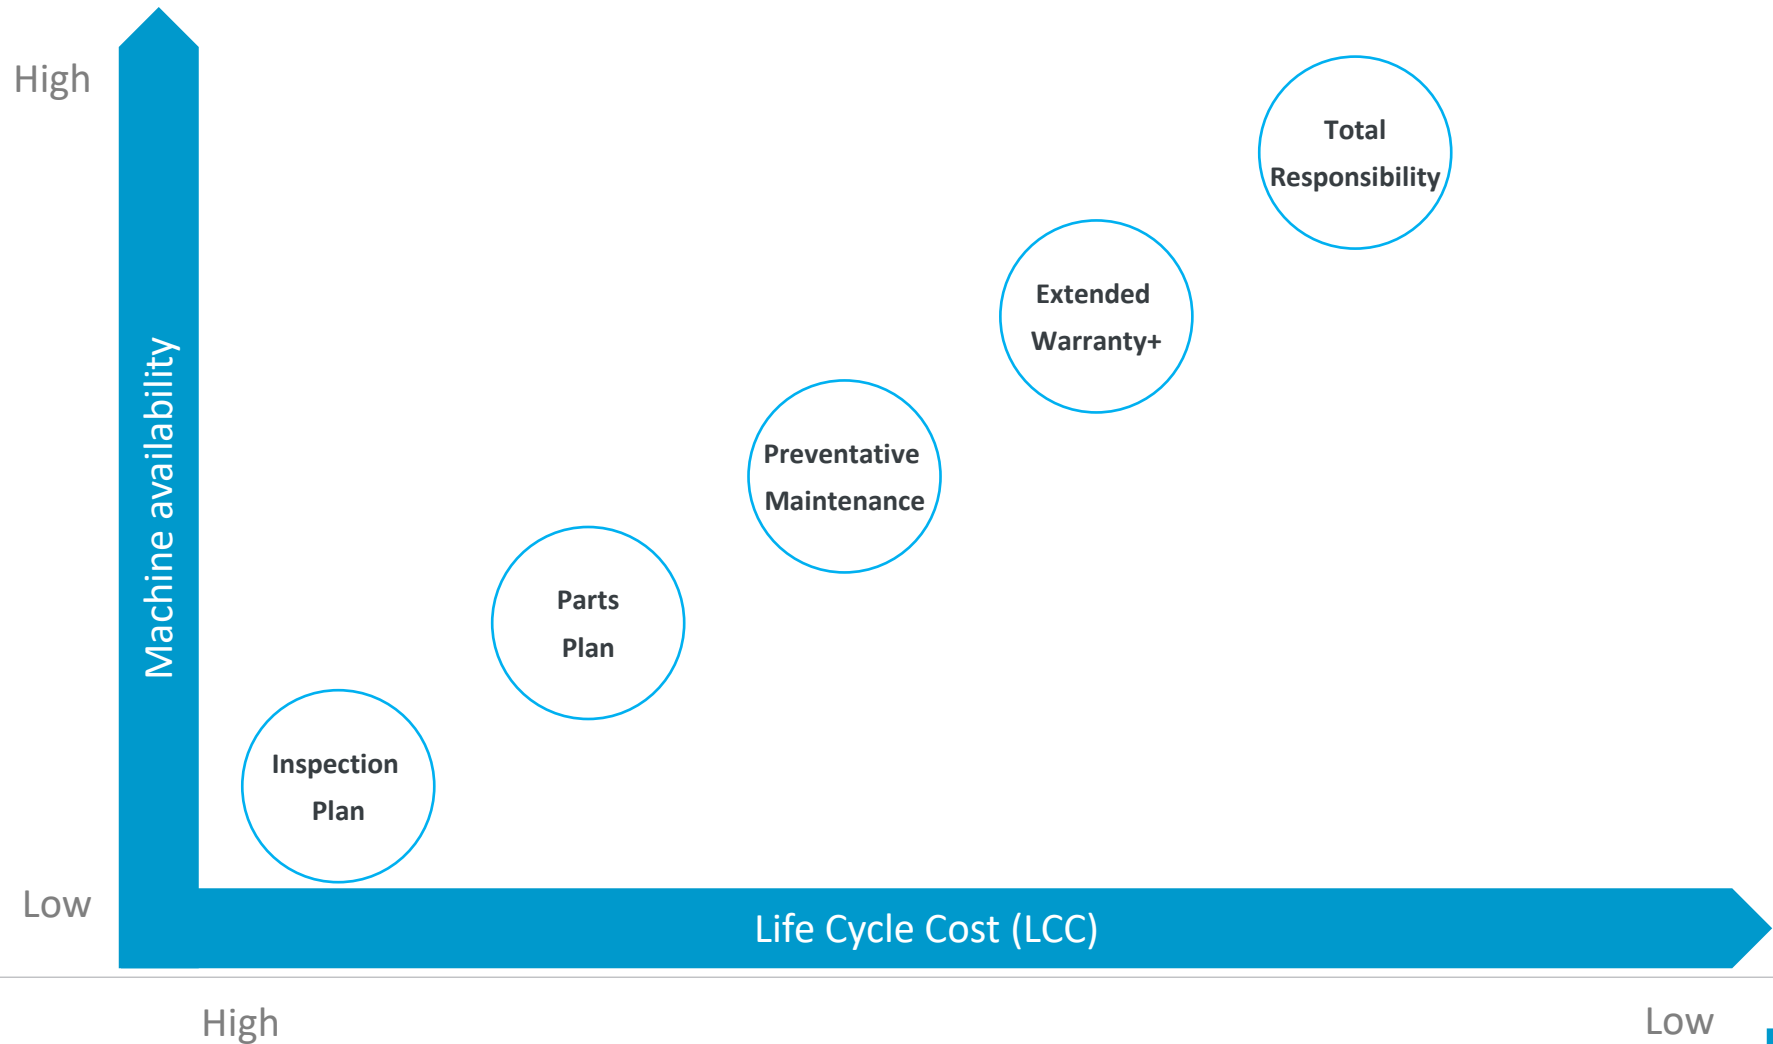 High
Total
Responsibility
Extended
Warranty+
Machine availability
Preventative
Maintenance
Parts
Plan
Inspection
Plan
Low
Life Cycle Cost (LCC)
High
Low